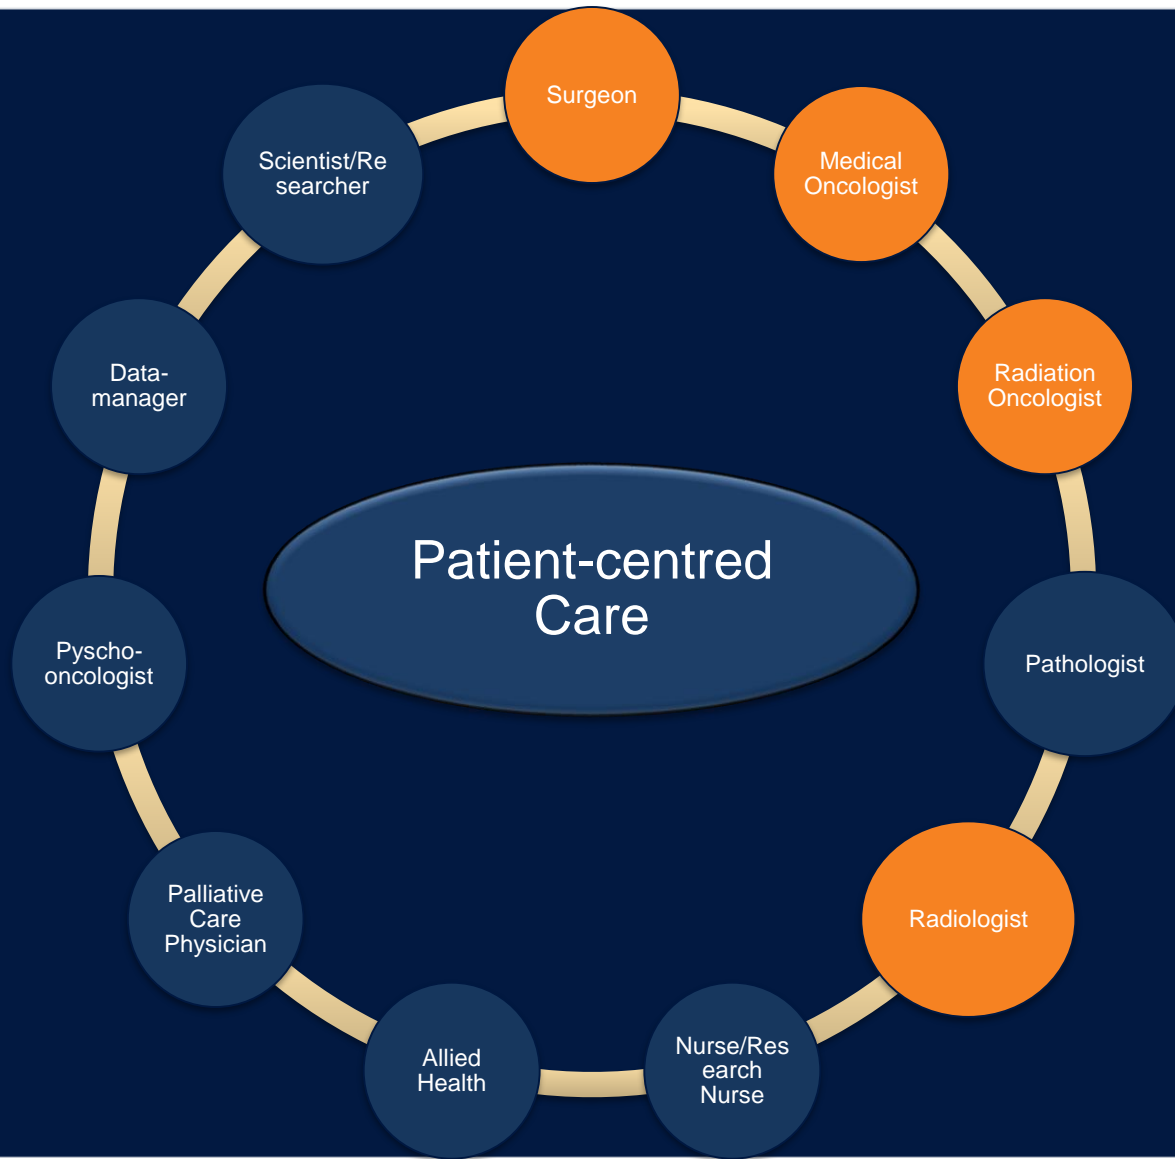 Surgeon
Medical
Oncologist
Radiation
Oncologist
Pathologist
Radiologist
Nurse/Res
earch
Nurse
Allied
Health
Palliative
Care
Physician
Pyscho-
oncologist
Data-
manager
Scientist/Re
searcher
Patient-centred
Care